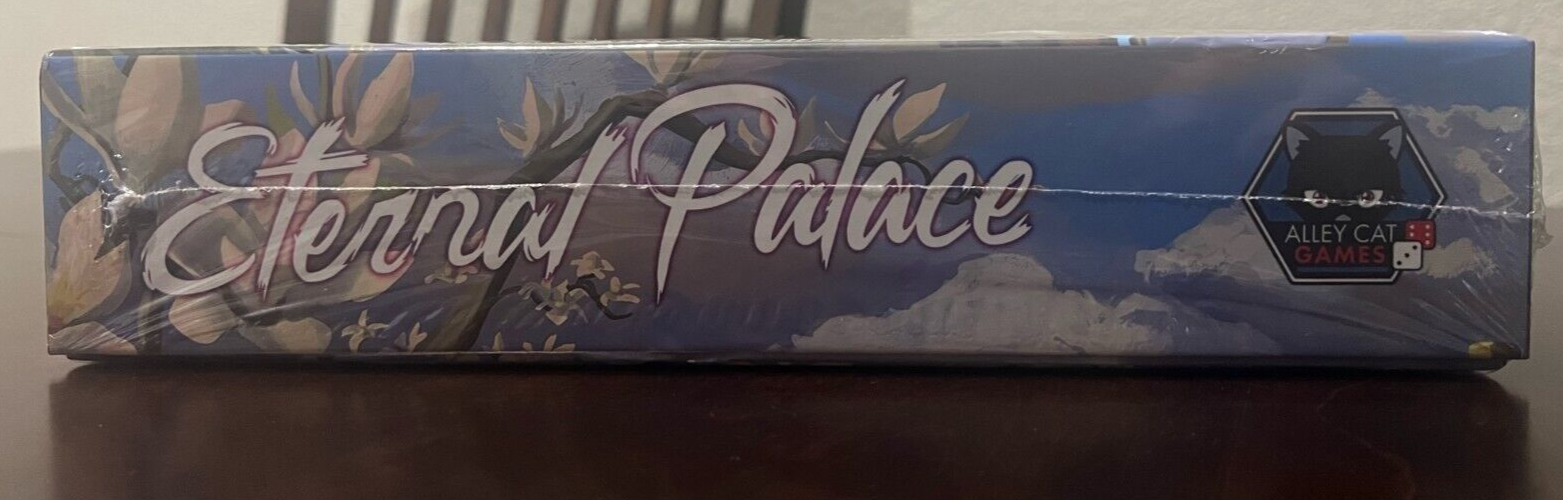 Eternal Palace
ALLEY CAT
GAMES